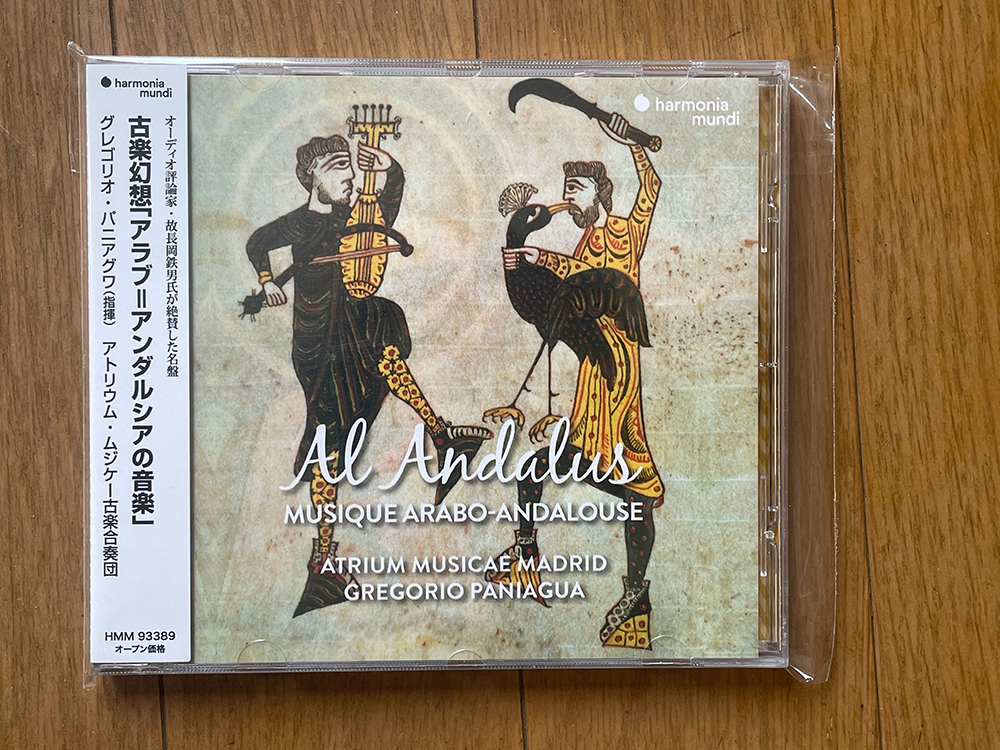 harmonia
mundi
オーディオ評論家・故長岡鉄男氏が絶賛した名盤
古楽幻想「アラブ=アンダルシアの音楽」
グレゴリオ・パニアグワ(指揮) アトリウム・ムジケー古楽合奏団
HMM 93389
オープン価格
harmonia
mundi
Al Andalus
MUSIQUE ARABO-ANDALOUSE
ATRIUM MUSICAE MADRID
GREGORIO PANIAGUA